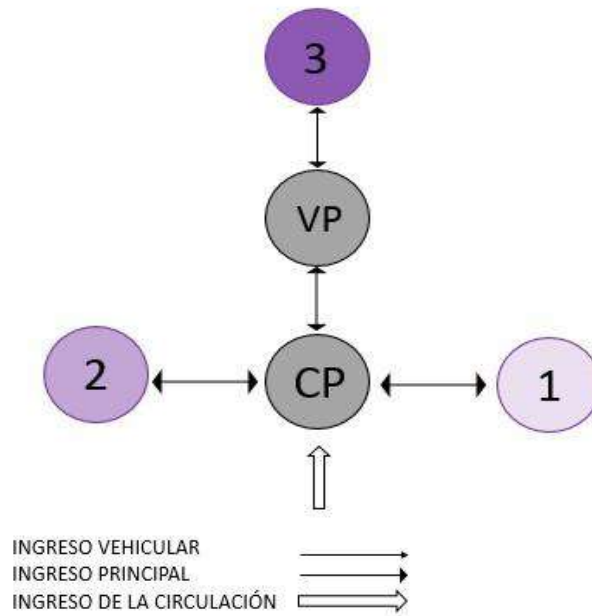 3
VP
2
CP
1
INGRESO VEHICULAR
INGRESO PRINCIPAL
INGRESO DE LA CIRCULACIÓN